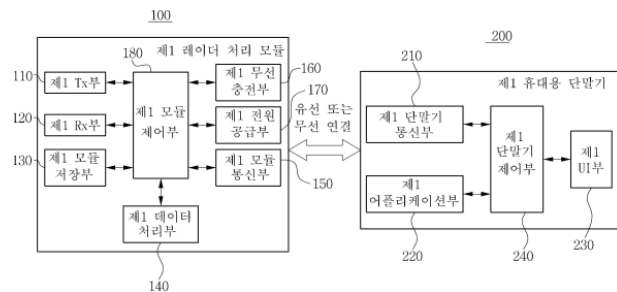 100
제1 레이더 처리 모듈
110
제1 Tx부
120
제1 Rx부
130
제1 모듈
저장부
180
제1 모듈
제어부
제1 무선
충전부
160
제1 전원
공급부
170
제1 모듈
통신부
150
제1 데이터
처리부
140
유선 또는
무선 연결
200
제1 휴대용 단말기
210
제1 단말기
통신부
제1
어플리케이션부
220
제1
단말기
제어부
240
제1
UI부
230